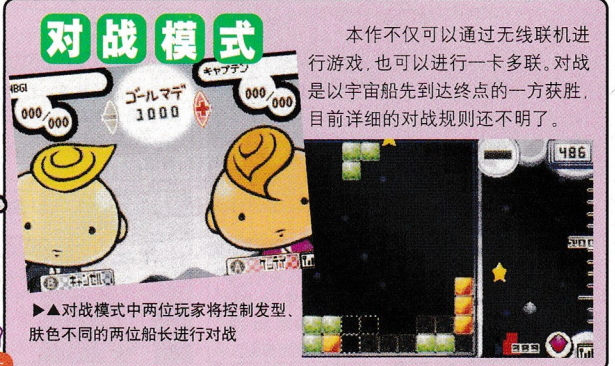 对战模式
本作不仅可以通过无线联机进
行游戏，也可以进行一卡多联。对战
是以宇宙船先到达终点的一方获胜，
目前详细的对战规则还不明了。
キャプテン
000/000
000/000
ゴールマデ
1000
B キャンセル
A
486
▶▲对战模式中两位玩家将控制发型、
肤色不同的两位船长进行对战